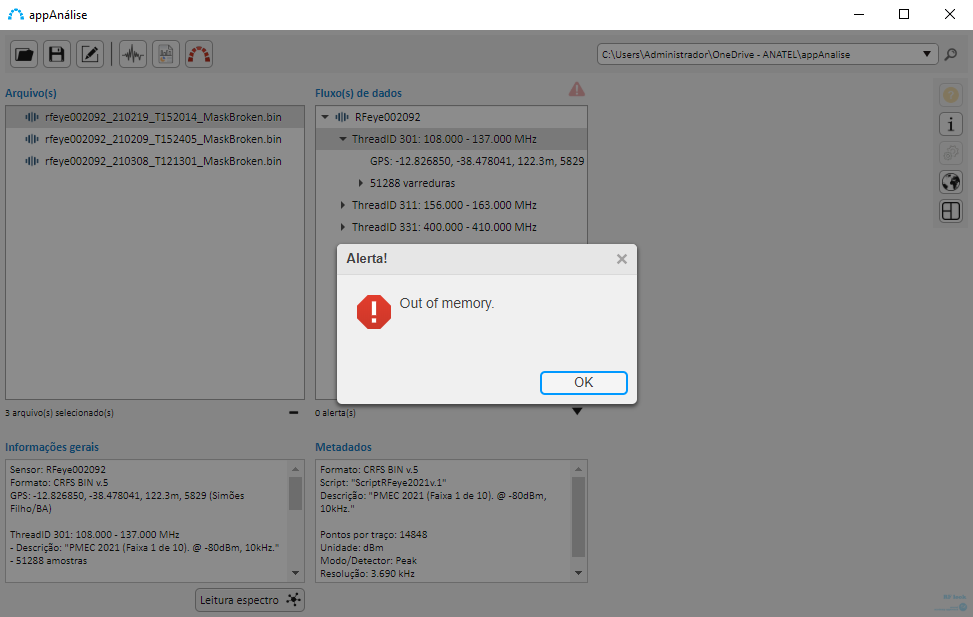 appAnálise
C:\Users\Administrador\OneDrive - ANATEL\appAnalise
Arquivo(s)
rfeye002092_210219_T152014_MaskBroken.bin
rfeye002092_210209_T152405_MaskBroken.bin
rfeye002092_210308_T121301_MaskBroken.bin
3 arquivo(s) selecionado(s)
Fluxo(s) de dados
RFeye002092
ThreadID 301: 108.000 - 137.000 MHz
GPS: -12.826850, -38.478041, 122.3m, 5829
51288 varreduras
ThreadID 311: 156.000 - 163.000 MHz
ThreadID 331: 400.000 - 410.000 MHz
0 alerta(s)
Alerta!
Out of memory.
OK
Informações gerais
Sensor: RFeye002092
Formato: CRFS BIN v.5
GPS: -12.826850, -38.478041, 122.3m, 5829 (Simões
Filho/BA)
ThreadID 301: 108.000 - 137.000 MHz
- Descrição: "PMEC 2021 (Faixa 1 de 10). @ -80dBm, 10kHz."
- 51288 amostras
Leitura espectro
Metadados
Formato: CRFS BIN v.5
Script: "ScriptRFeye2021v.1"
Descrição: "PMEC 2021 (Faixa 1 de 10). @ -80dBm,
10kHz."
Pontos por traço: 14848
Unidade: dBm
Modo/Detector: Peak
Resolução: 3.690 kHz